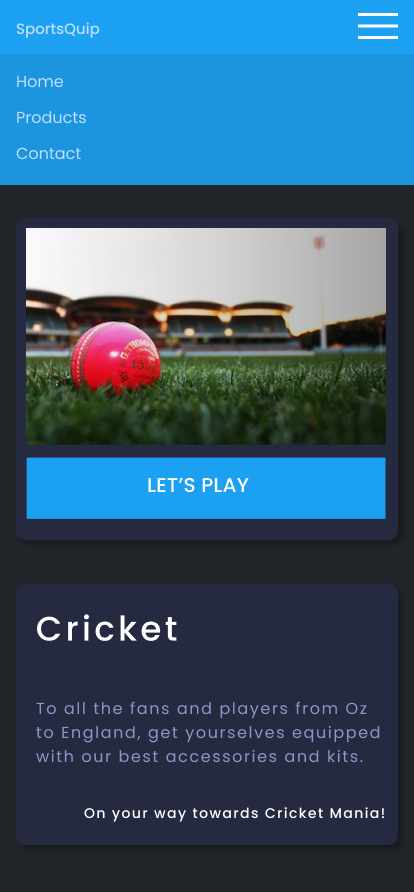 SportsQuip
Home
Products
Contact
LET’S PLAY
Cricket
To all the fans and players from Oz
to England, get yourselves equipped
with our best accessories and kits.
On your way towards Cricket Mania!